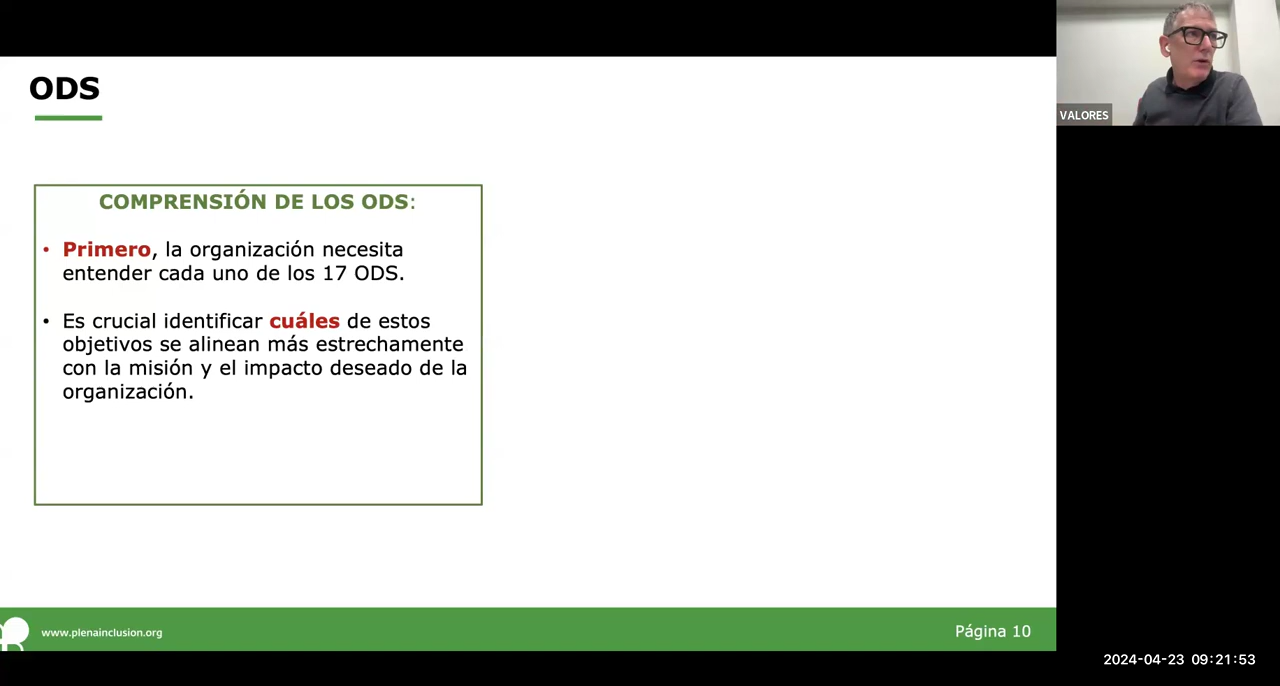 ODS
COMPRENSIÓN DE LOS ODS:
• Primero, la organización necesita
entender cada uno de los 17 ODS.
• Es crucial identificar cuáles de estos
objetivos se alinean más estrechamente
con la misión y el impacto deseado de la
organización.
www.plenainclusion.org
Página 10
VALORES
2024-04-23 09:21:53